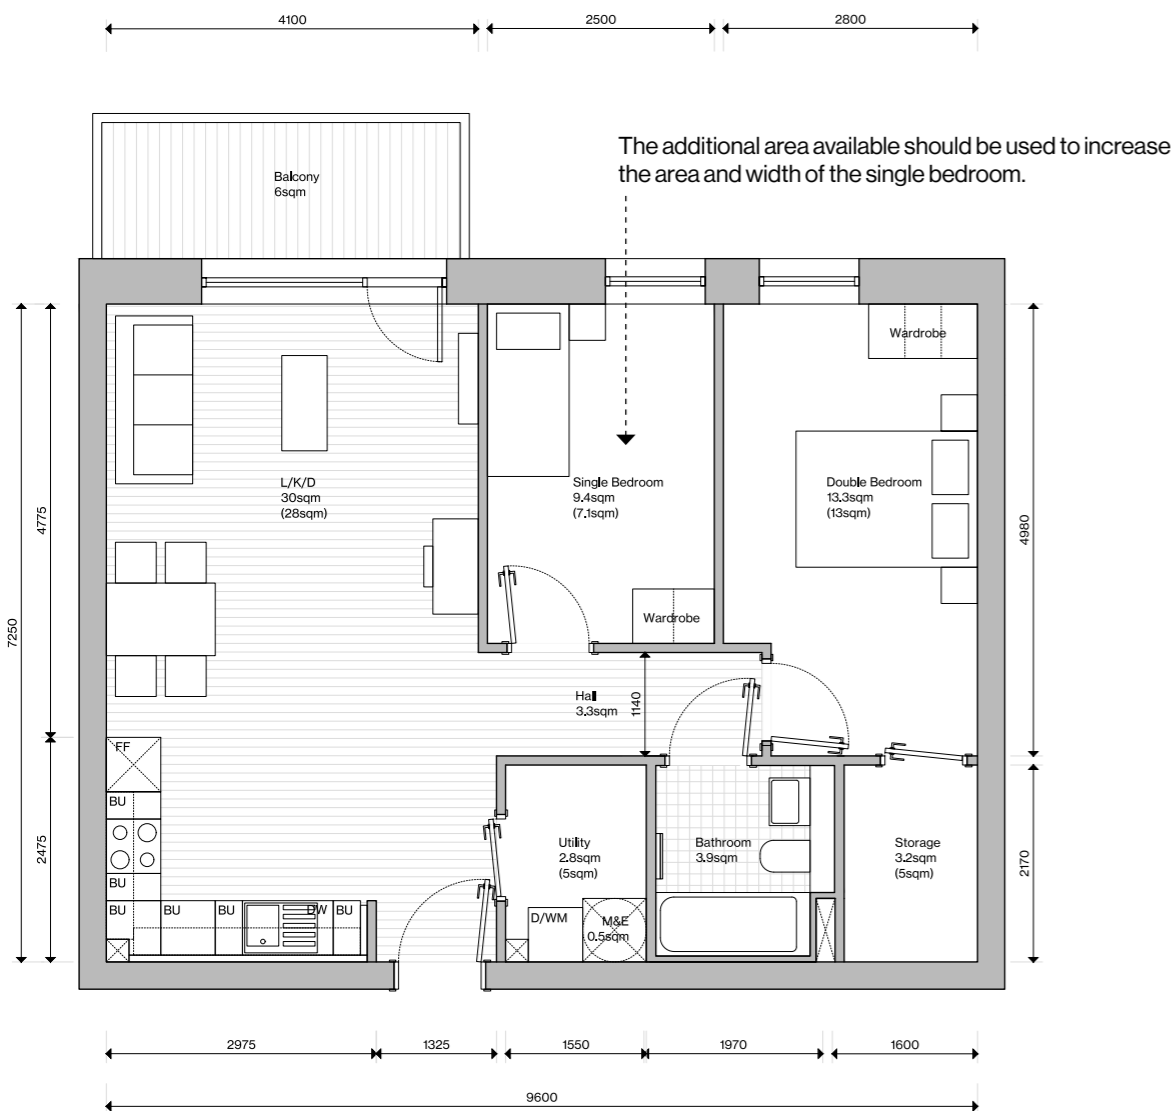 4100
2500
2800
The additional area available should be used to increase
the area and width of the single bedroom.
Balcony
6sqm
Wardrobe
L/K/D
30sqm
(28sqm)
Single Bedroom
9.4sqm
(7.1sqm)
Double Bedroom
13.3sqm
(13sqm)
4775
7250
4980
Wardrobe
Hall
3.3sqm
1140
FF
BU
BU
BU
BU
BU
DW
BU
2475
Utility
2.8sqm
(5sqm)
D/WM
M&E
0.5sqm
Bathroom
3.9sqm
Storage
3.2sqm
(5sqm)
2170
2975
1325
1550
1970
1600
9600